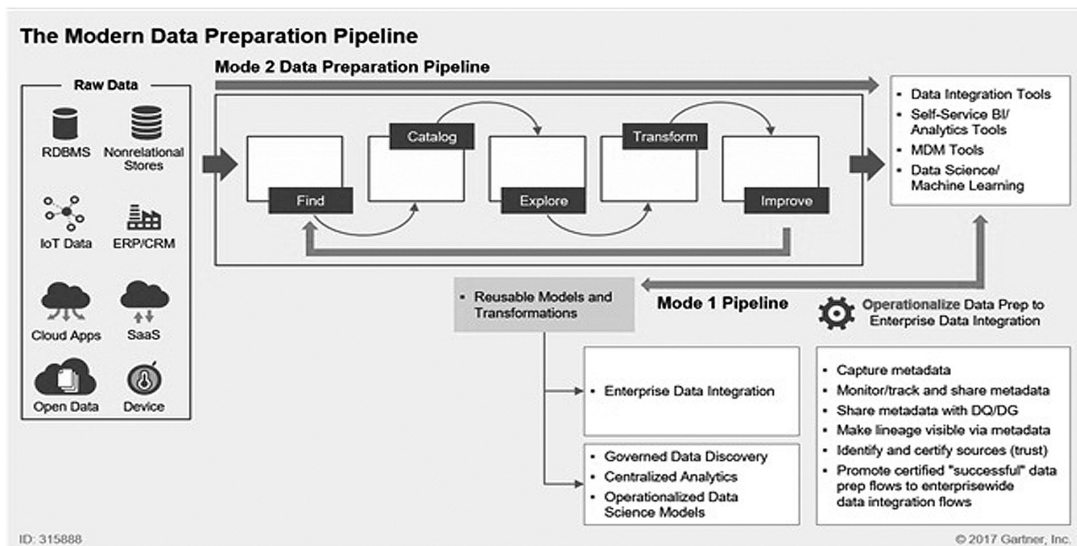 The Modern Data Preparation Pipeline
Raw Data
RDBMS
Nonrelational
Stores
IoT Data
ERP/CRM
Cloud Apps
SaaS
Open Data
Device
Mode 2 Data Preparation Pipeline
Find
Catalog
Explore
Transform
Improve
• Data Integration Tools
• Self-Service BI/
Analytics Tools
• MDM Tools
• Data Science/
Machine Learning
• Reusable Models and
Transformations
Mode 1 Pipeline
Operationalize Data Prep to
Enterprise Data Integration
• Enterprise Data Integration
• Governed Data Discovery
• Centralized Analytics
• Operationalized Data
Science Models
• Capture metadata
• Monitor/track and share metadata
• Share metadata with DQ/DG
• Make lineage visible via metadata
• Identify and certify sources (trust)
• Promote certified "successful" data
prep flows to enterprisewide
data integration flows
ID: 315888
© 2017 Gartner, Inc.